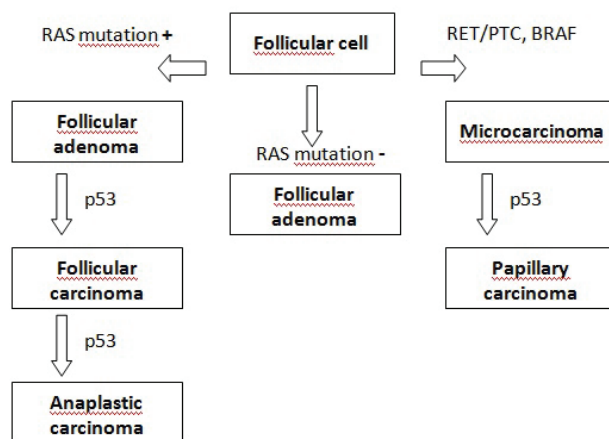 RAS mutation +
Follicular cell
RET/PTC, BRAF
Follicular
adenoma
RAS mutation -
Follicular
adenoma
Microcarcinoma
p53
p53
Follicular
carcinoma
Papillary
carcinoma
p53
Anaplastic
carcinoma